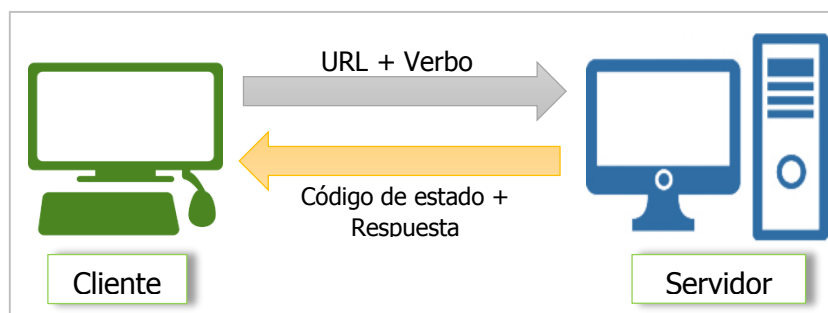 URL + Verbo
Código de estado +
Respuesta
Cliente
Servidor